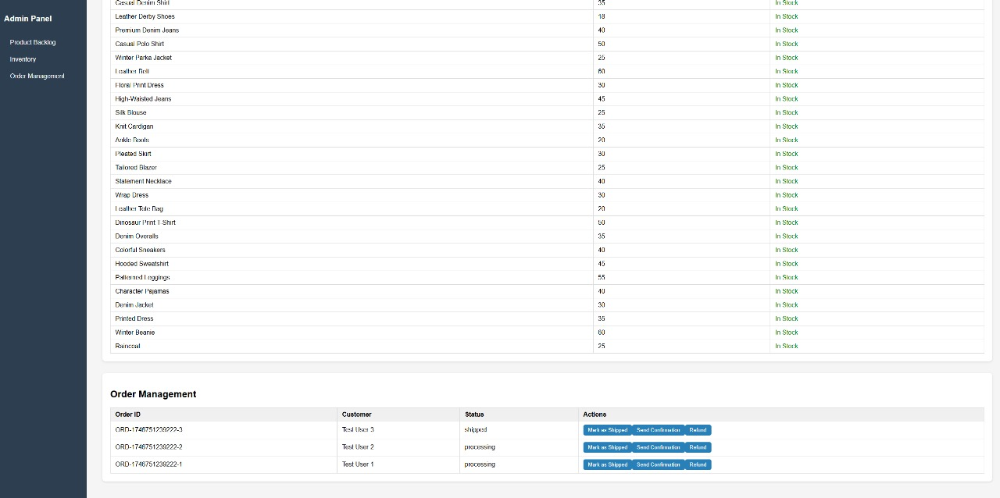 Admin Panel
Product Backlog
Inventory
Order Management
Casual Denim Shirt 35 In Stock
Leather Derby Shoes 18 In Stock
Premium Denim Jeans 40 In Stock
Casual Polo Shirt 50 In Stock
Winter Parka Jacket 25 In Stock
Leather Belt 60 In Stock
Floral Print Dress 30 In Stock
High-Waisted Jeans 45 In Stock
Silk Blouse 25 In Stock
Knit Cardigan 35 In Stock
Ankle Boots 20 In Stock
Pleated Skirt 30 In Stock
Tailored Blazer 25 In Stock
Statement Necklace 40 In Stock
Wrap Dress 30 In Stock
Leather Tote Bag 20 In Stock
Dinosaur Print T-Shirt 50 In Stock
Denim Overalls 35 In Stock
Colorful Sneakers 40 In Stock
Hooded Sweatshirt 45 In Stock
Patterned Leggings 55 In Stock
Character Pajamas 40 In Stock
Denim Jacket 30 In Stock
Printed Dress 35 In Stock
Winter Beanie 60 In Stock
Raincoat 25 In Stock
Order Management
Order ID Customer Status Actions
ORD-1746751239222-3 Test User 3 shipped Mark as Shipped Send Confirmation Refund
ORD-1746751239222-2 Test User 2 processing Mark as Shipped Send Confirmation Refund
ORD-1746751239222-1 Test User 1 processing Mark as Shipped Send Confirmation Refund